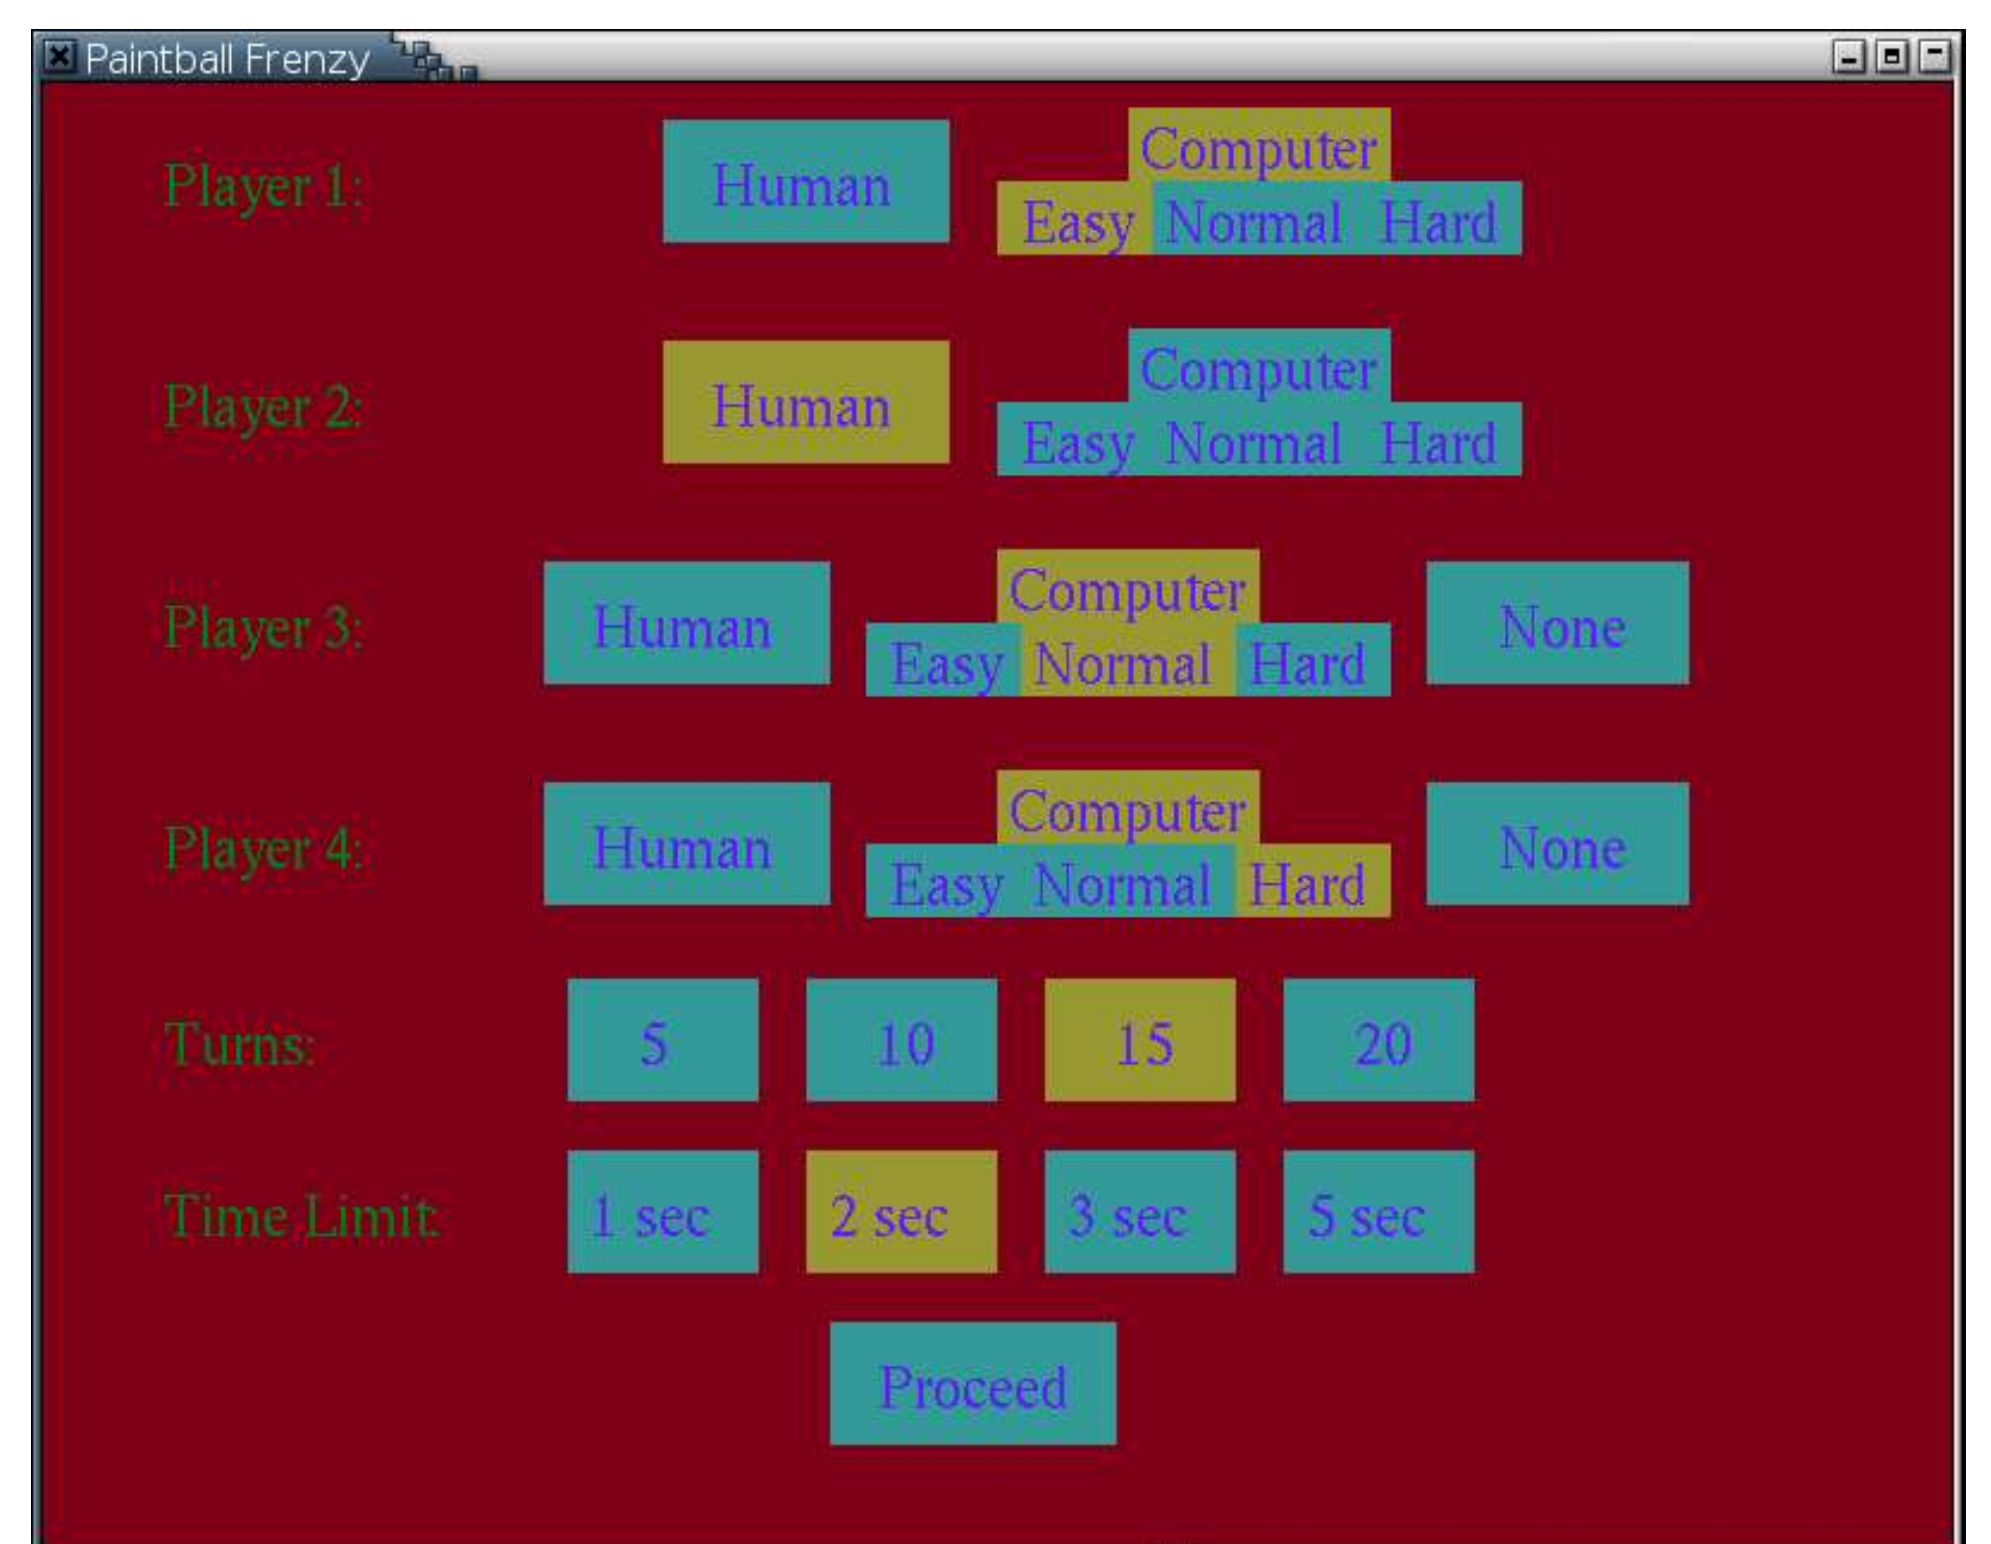 Paintball Frenzy
Player 1: Human Computer
Easy Normal Hard
Player 2: Human Computer
Easy Normal Hard
Player 3: Human Computer None
Easy Normal Hard
Player 4: Human Computer None
Easy Normal Hard
Turns: 5 10 15 20
Time Limit: 1 sec 2 sec 3 sec 5 sec
Proceed